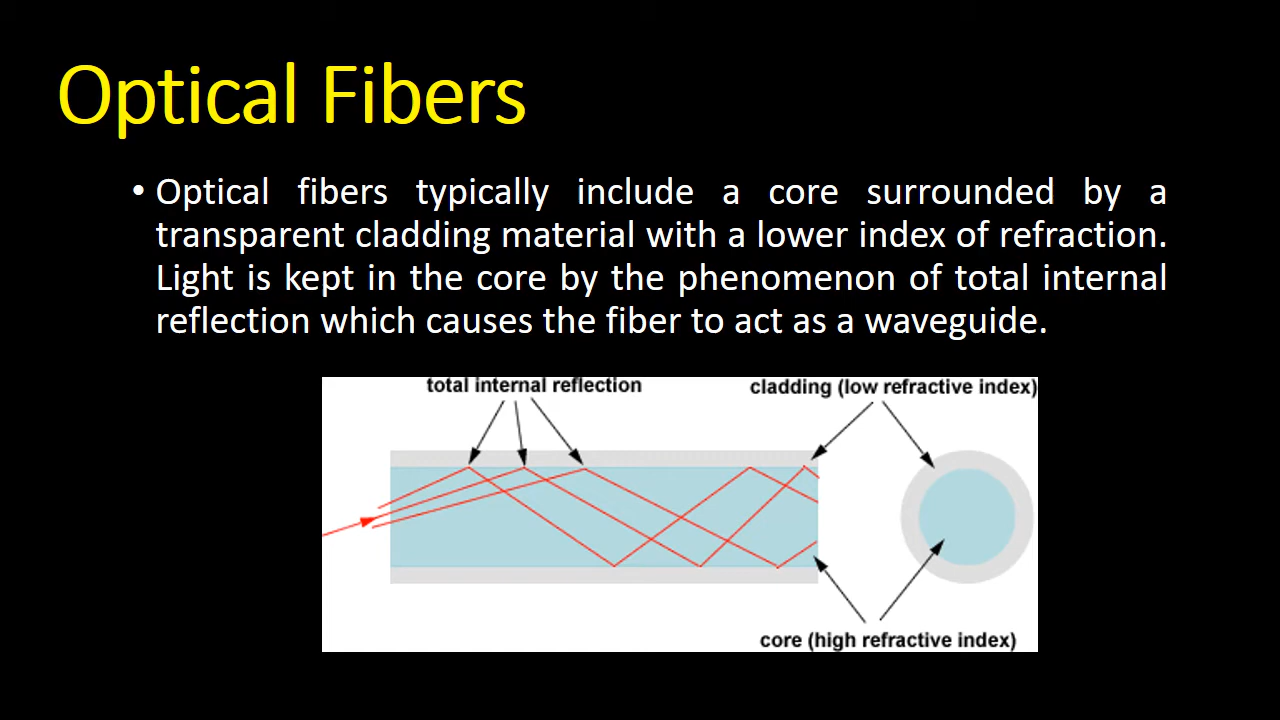 Optical Fibers
• Optical fibers typically include a core surrounded by a
transparent cladding material with a lower index of refraction.
Light is kept in the core by the phenomenon of total internal
reflection which causes the fiber to act as a waveguide.
total internal reflection
cladding (low refractive index)
core (high refractive index)